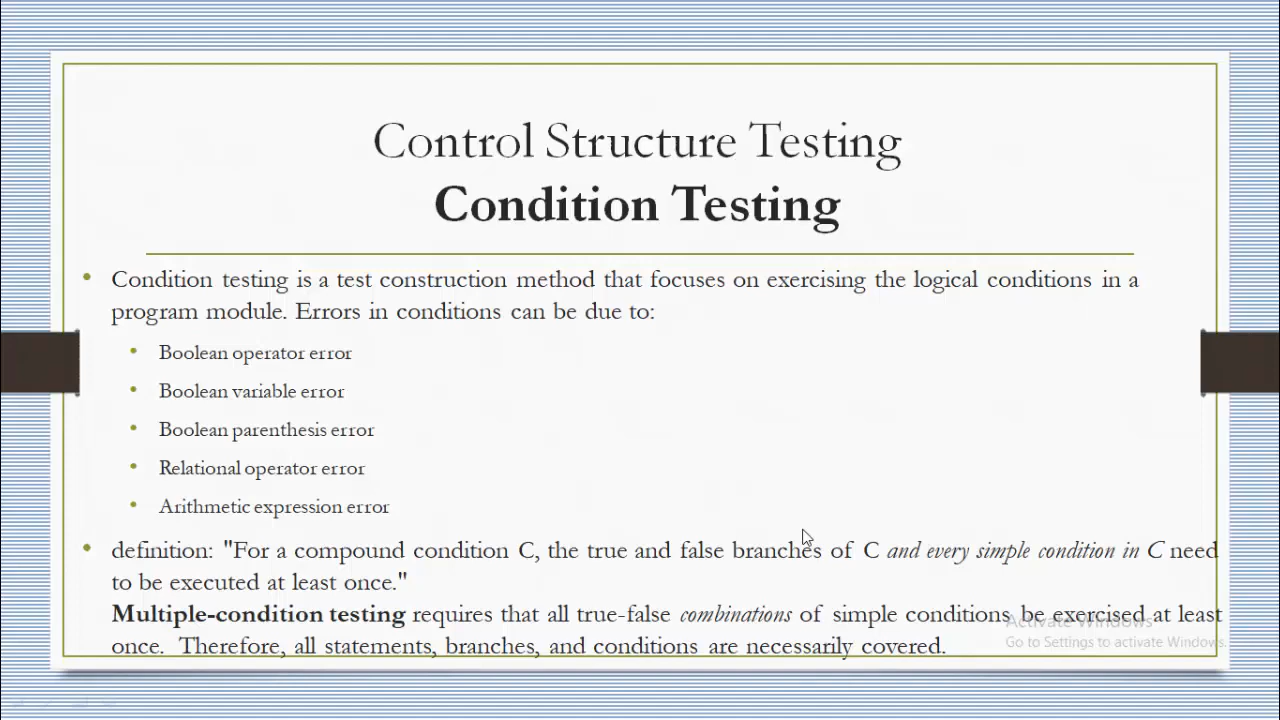 Control Structure Testing
Condition Testing
• Condition testing is a test construction method that focuses on exercising the logical conditions in a
program module. Errors in conditions can be due to:
• Boolean operator error
• Boolean variable error
• Boolean parenthesis error
• Relational operator error
• Arithmetic expression error
• definition: "For a compound condition C, the true and false branches of C and every simple condition in C need
to be executed at least once."
Multiple-condition testing requires that all true-false combinations of simple conditions be exercised at least
once. Therefore, all statements, branches, and conditions are necessarily covered.
Activate Windows
Go to Settings to activate Windows.